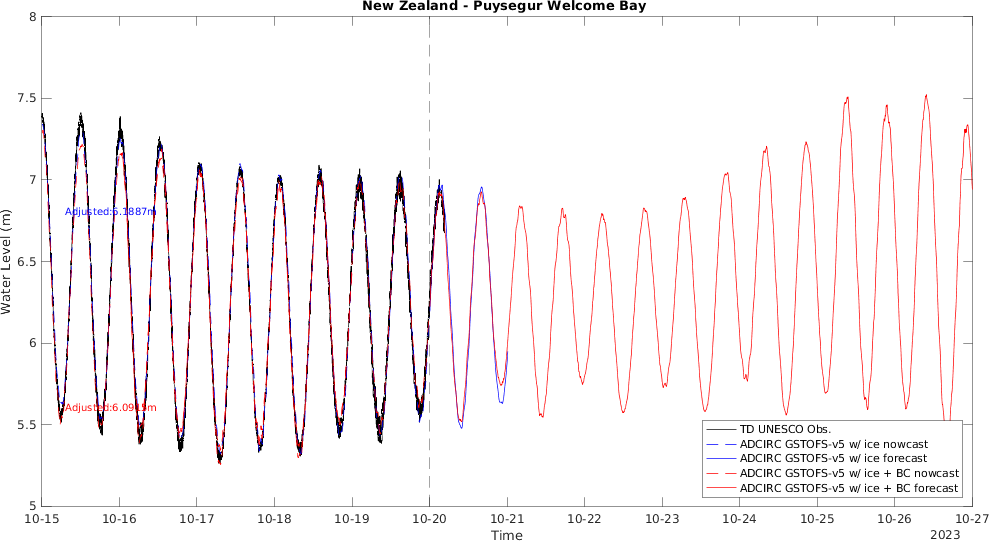 New Zealand - Puysegur Welcome Bay
8
7.5
7
6.5
6
5.5
5
Water Level (m)
Adjusted:6.1887m
Adjusted:6.0915m
TD UNESCO Obs.
ADCIRC GSTOFS-v5 w/ ice nowcast
ADCIRC GSTOFS-v5 w/ ice forecast
ADCIRC GSTOFS-v5 w/ ice + BC nowcast
ADCIRC GSTOFS-v5 w/ ice + BC forecast
10-15 10-16 10-17 10-18 10-19 10-20 10-21 10-22 10-23 10-24 10-25 10-26 10-27
Time
2023